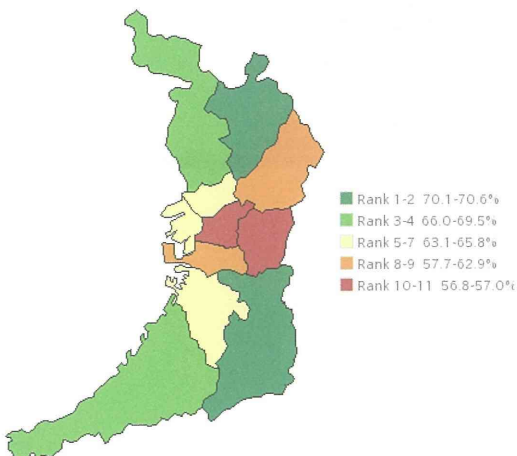 Rank 1-2 70.1-70.6%
Rank 3-4 66.0-69.5%
Rank 5-7 63.1-65.8%
Rank 8-9 57.7-62.9%
Rank 10-11 56.8-57.0%